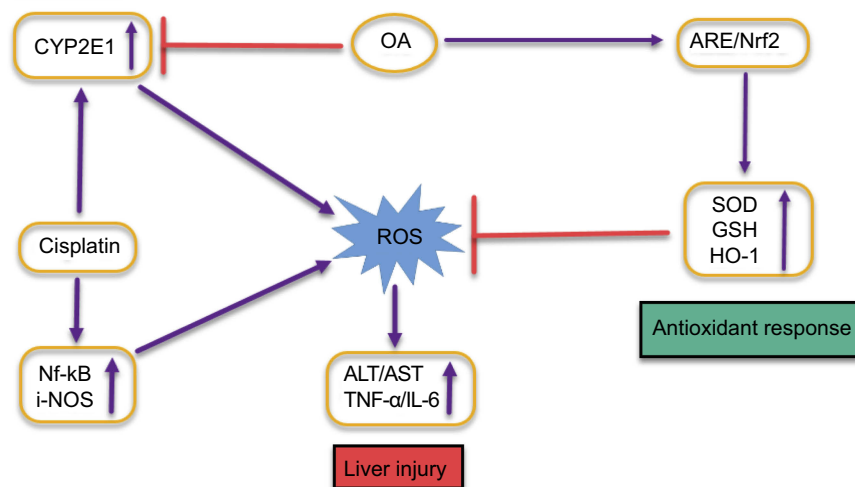 CYP2E1
OA
ARE/Nrf2
SOD
GSH
HO-1
ROS
Cisplatin
Antioxidant response
Nf-kB
i-NOS
ALT/AST
TNF-α/IL-6
Liver injury